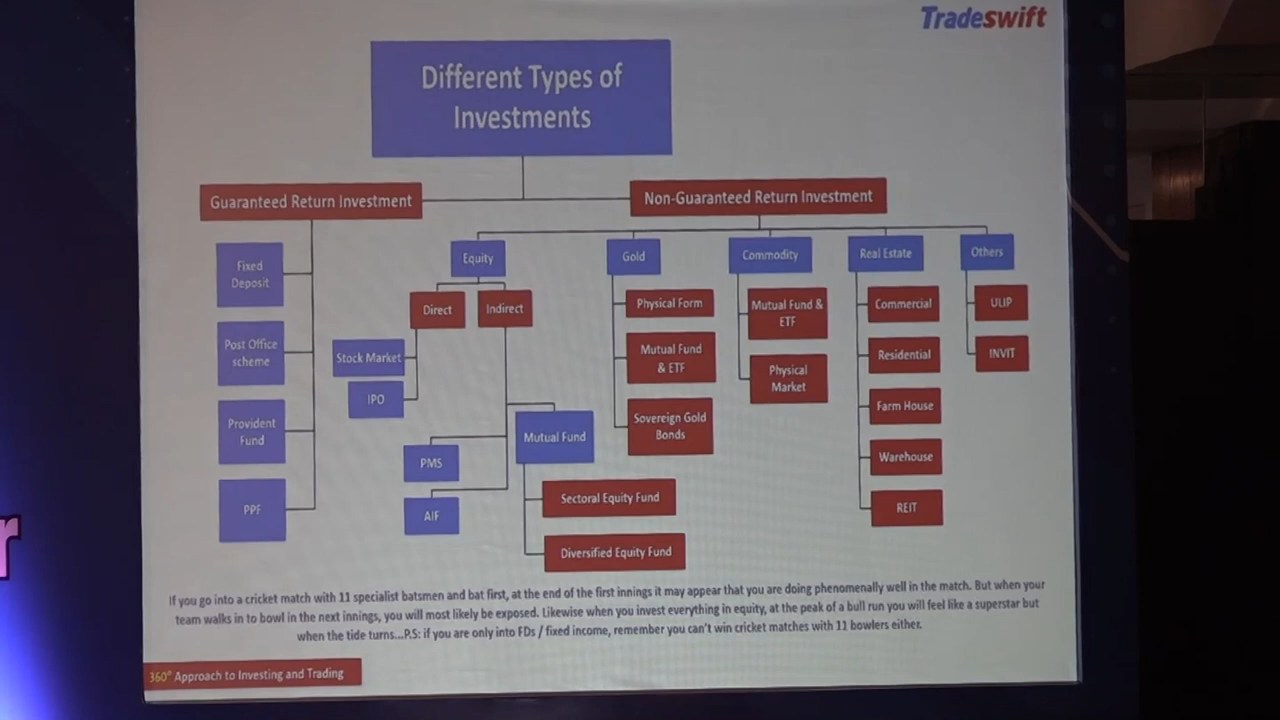 Tradeswift
Different Types of
Investments
Guaranteed Return Investment
Non-Guaranteed Return Investment
Fixed
Deposit
Post Office
scheme
Provident
Fund
PPF
Equity
Direct
Indirect
Stock Market
IPO
PMS
AIF
Mutual Fund
Sectoral Equity Fund
Diversified Equity Fund
Gold
Physical Form
Mutual Fund
& ETF
Sovereign Gold
Bonds
Commodity
Mutual Fund &
ETF
Physical
Market
Real Estate
Commercial
Residential
Farm House
Warehouse
REIT
Others
ULIP
INVIT
If you go into a cricket match with 11 specialist batsmen and bat first, at the end of the first innings it may appear that you are doing phenomenally well in the match. But when your
team walks in to bowl in the next innings, you will most likely be exposed. Likewise when you invest everything in equity, at the peak of a bull run you will feel like a superstar but
when the tide turns...P.S: if you are only into FDs / fixed income, remember you can't win cricket matches with 11 bowlers either.
360° Approach to Investing and Trading
r